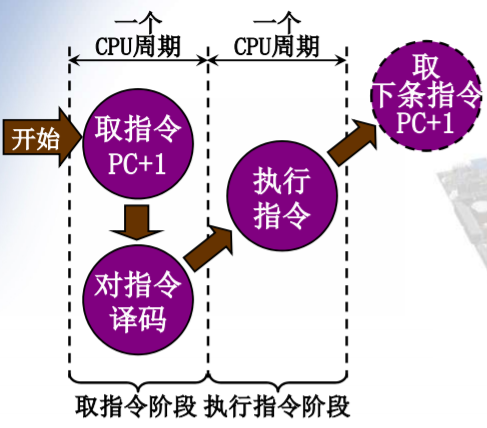 一个
CPU周期
一个
CPU周期
取
下条指令
PC+1
开始
取指令
PC+1
执行
指令
对指令
译码
取指令阶段
执行指令阶段